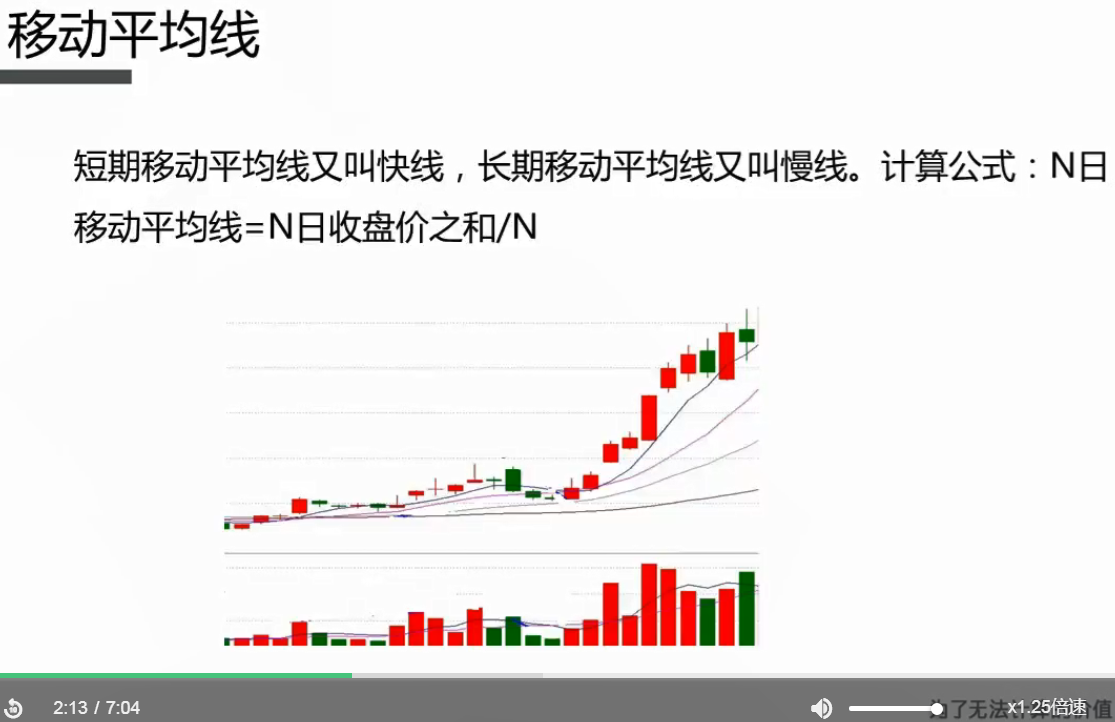 移动平均线
短期移动平均线又叫快线，长期移动平均线又叫慢线。计算公式：N日
移动平均线=N日收盘价之和/N
10
2:13 / 7:04
x1.25倍速
了无法
值